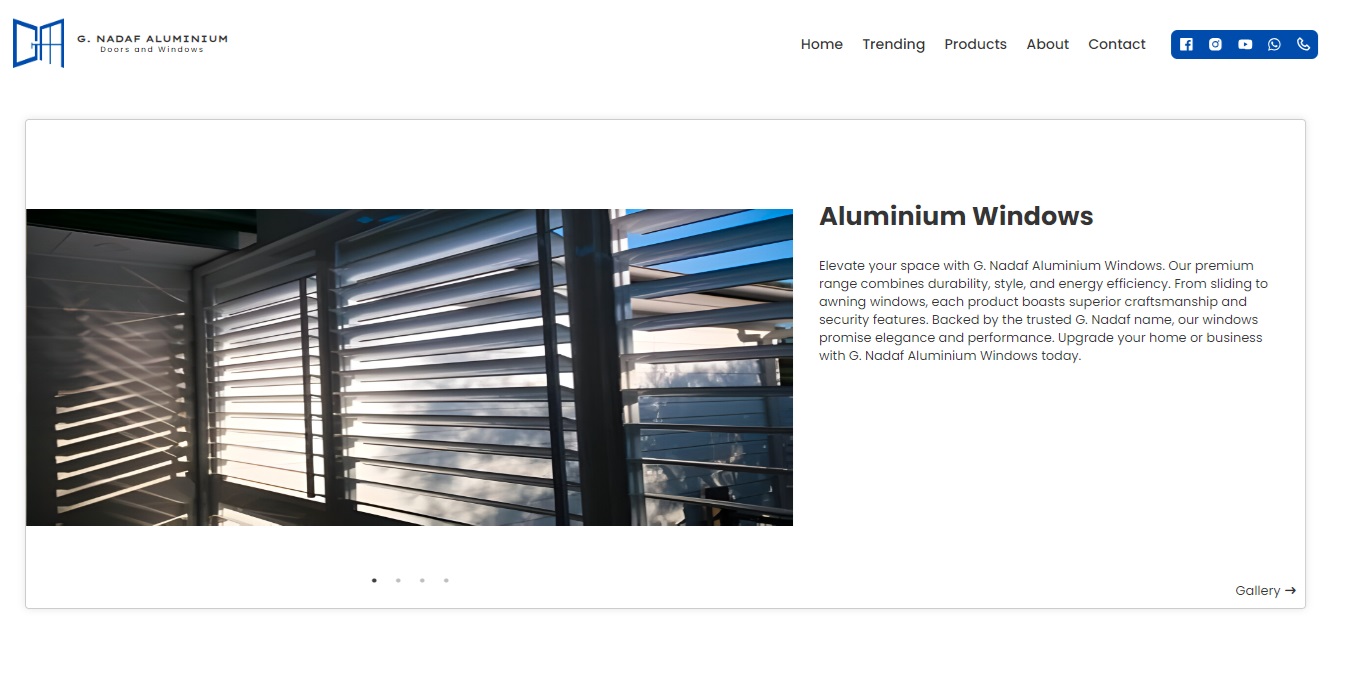 G. NADAF ALUMINIUM
Doors and Windows
Home Trending Products About Contact
Aluminium Windows
Elevate your space with G. Nadaf Aluminium Windows. Our premium
range combines durability, style, and energy efficiency. From sliding to
awning windows, each product boasts superior craftsmanship and
security features. Backed by the trusted G. Nadaf name, our windows
promise elegance and performance. Upgrade your home or business
with G. Nadaf Aluminium Windows today.
Gallery →